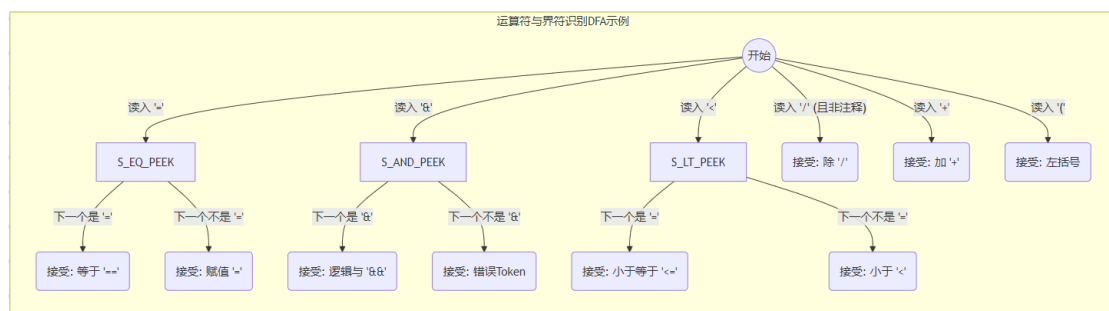 运算符与界符识别DFA示例
开始
读入 '='
读入 '&'
读入 '<'
读入 '/' (且非注释)
读入 '+'
读入 '('
S_EQ_PEEK
S_AND_PEEK
S_LT_PEEK
接受: 除 '/'
接受: 加 '+'
接受: 左括号
下一个是 '='
下一个不是 '='
下一个是 '&'
下一个不是 '&'
下一个是 '='
下一个不是 '='
接受: 等于 '=='
接受: 赋值 '='
接受: 逻辑与 '&&'
接受: 错误Token
接受: 小于等于 '<='
接受: 小于 '<'